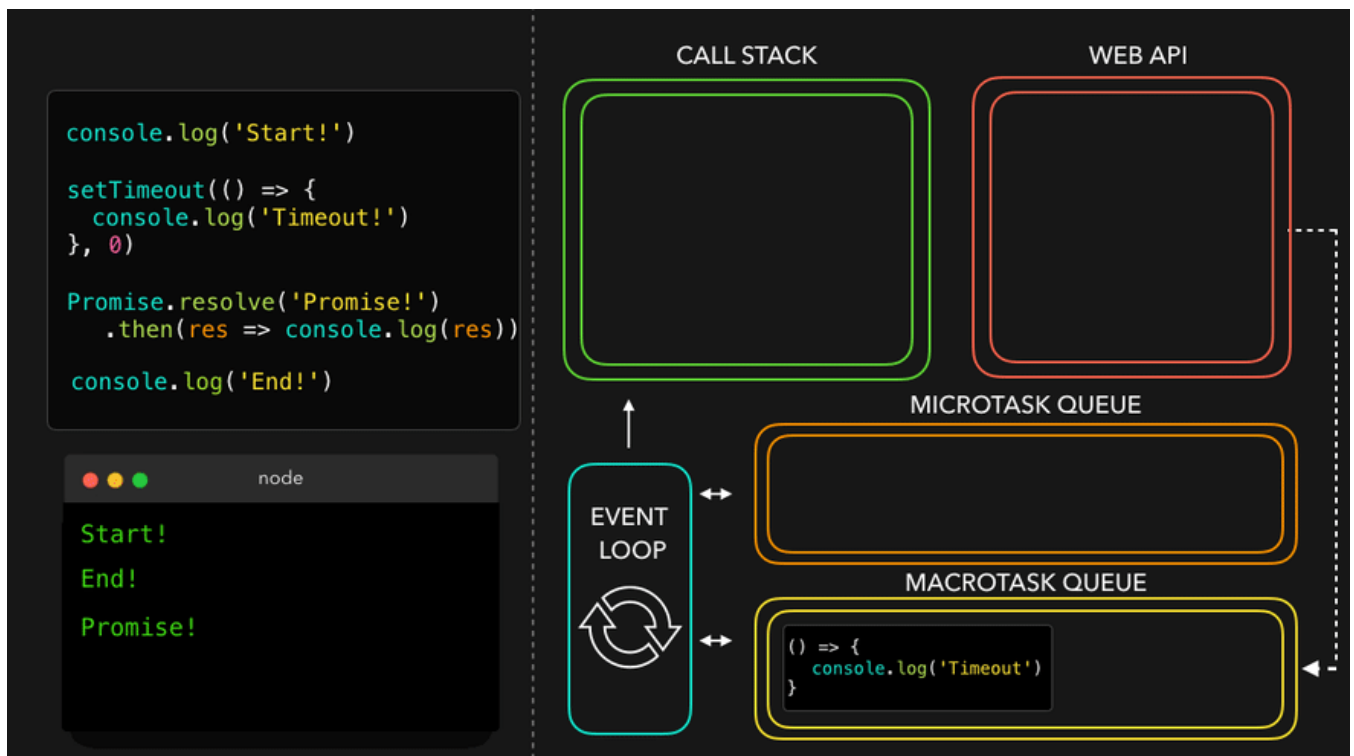 console.log('Start!')
setTimeout(() => {
  console.log('Timeout!')
}, 0)
Promise.resolve('Promise!')
   .then(res => console.log(res))
console.log('End!')
node
Start!
End!
Promise!
CALL STACK
WEB API
MICROTASK QUEUE
EVENT
LOOP
MACROTASK QUEUE
() => {
  console.log('Timeout')
}